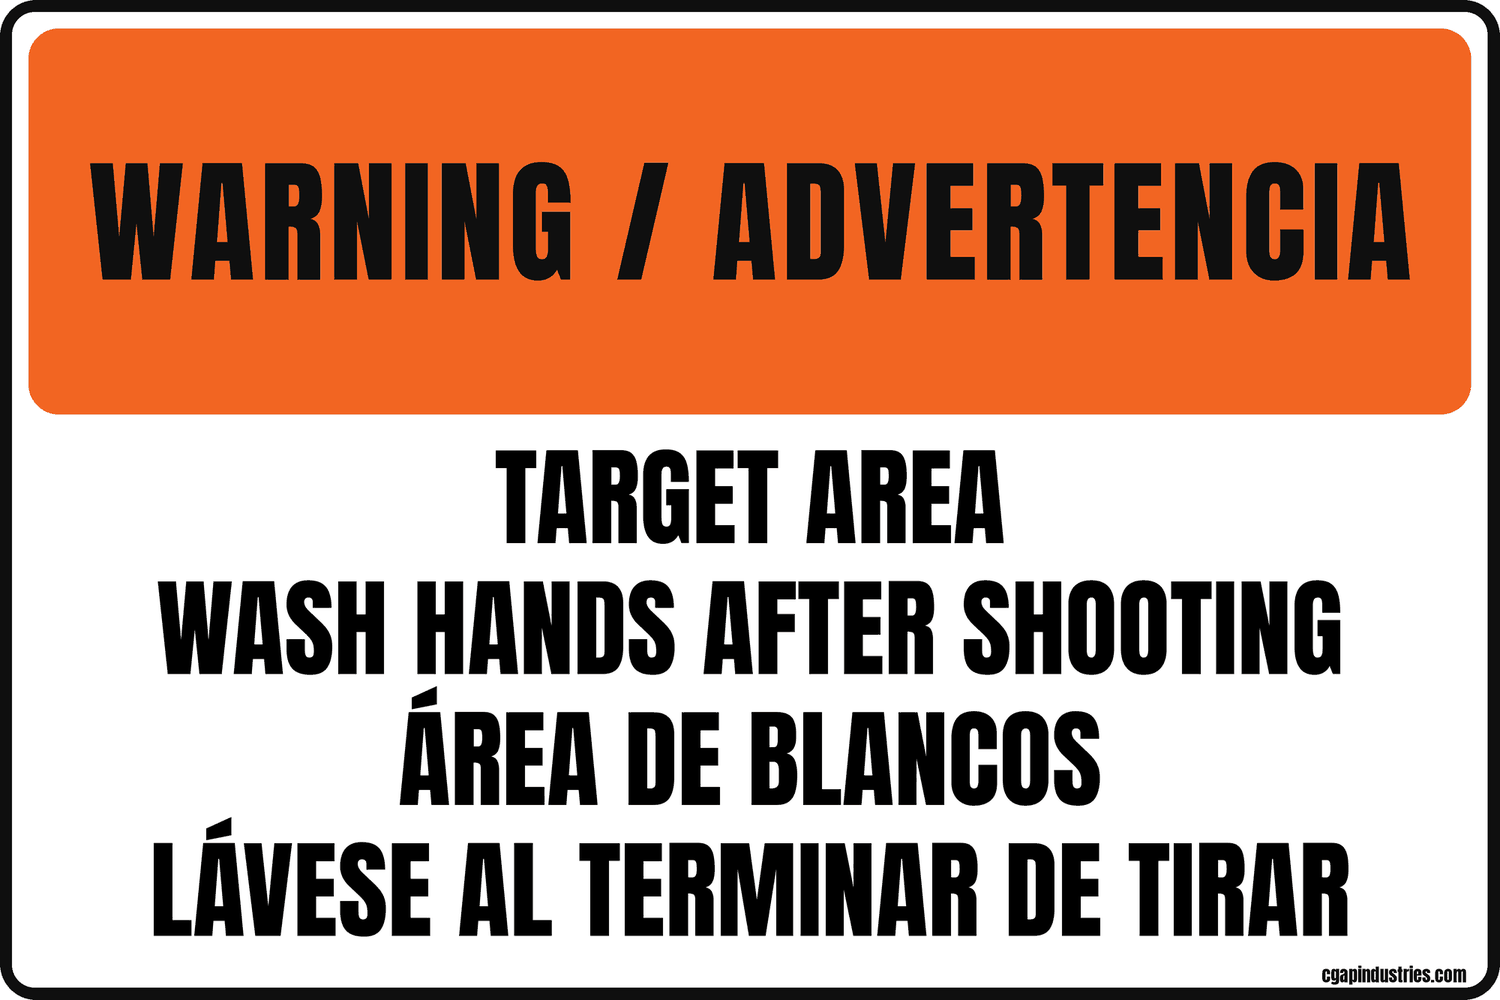 WARNING / ADVERTENCIA
TARGET AREA
WASH HANDS AFTER SHOOTING
ÁREA DE BLANCOS
LÁVESE AL TERMINAR DE TIRAR
cgapindustries.com